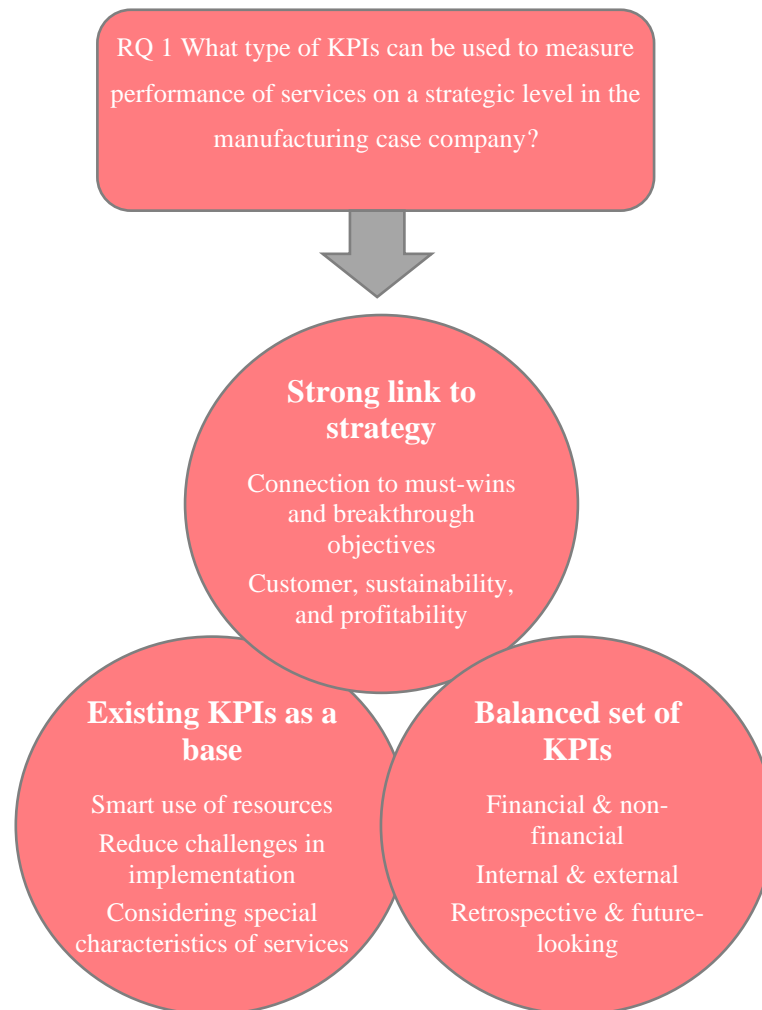 RQ 1 What type of KPIs can be used to measure
performance of services on a strategic level in the
manufacturing case company?
Strong link to
strategy
Connection to must-wins
and breakthrough
objectives
Customer, sustainability,
and profitability
Existing KPIs as a
base
Smart use of resources
Reduce challenges in
implementation
Considering special
characteristics of services
Balanced set of
KPIs
Financial & non-
financial
Internal & external
Retrospective & future-
looking